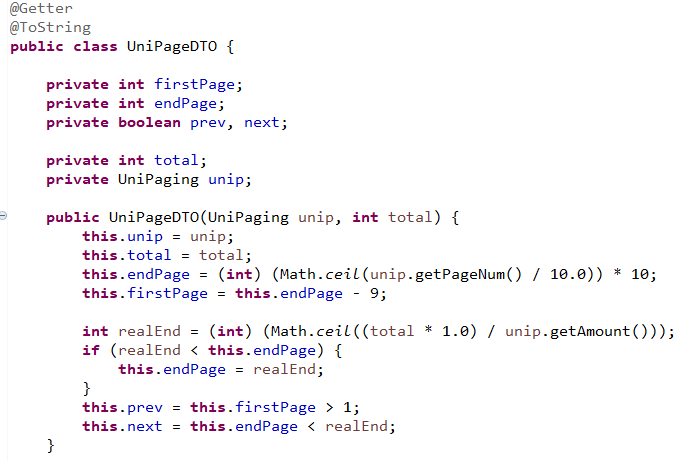 @Getter
@ToString
public class UniPageDTO {
private int firstPage;
private int endPage;
private boolean prev, next;
private int total;
private UniPaging unip;
public UniPageDTO(UniPaging unip, int total) {
this.unip = unip;
this.total = total;
this.endPage = (int) (Math.ceil(unip.getPageNum() / 10.0)) * 10;
this.firstPage = this.endPage - 9;
int realEnd = (int) (Math.ceil((total * 1.0) / unip.getAmount()));
if (realEnd < this.endPage) {
this.endPage = realEnd;
}
this.prev = this.firstPage > 1;
this.next = this.endPage < realEnd;
}